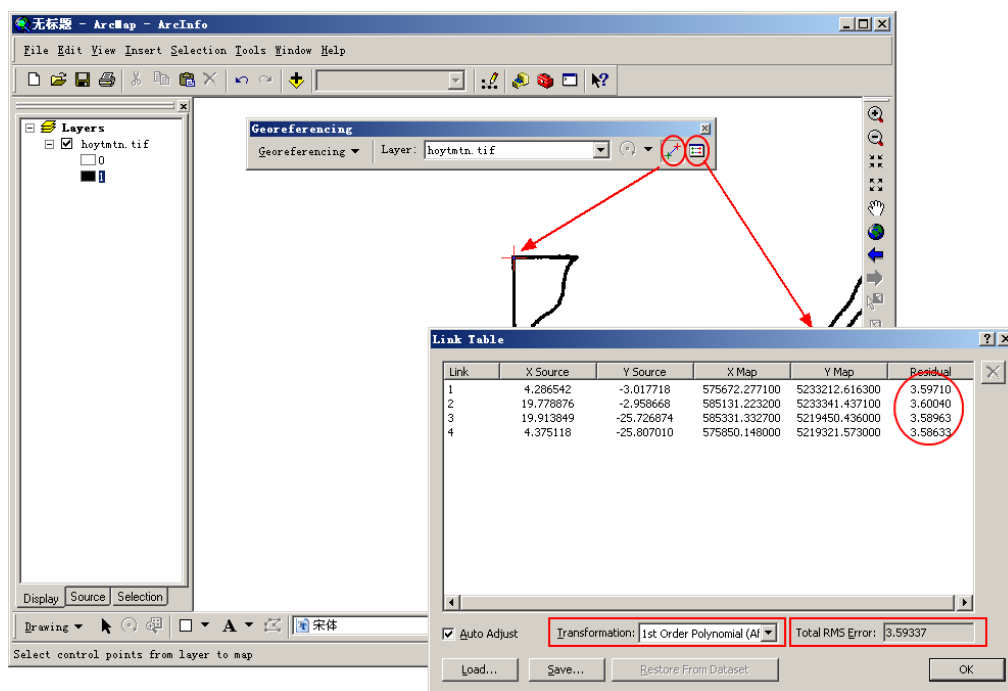 无标题 - ArcMap - ArcInfo
File Edit View Insert Selection Tools Window Help
Layers
hoytmtn.tif
0
1
Georeferencing
Georeferencing Layer: hoytmtn.tif
Link Table
Link X Source Y Source X Map Y Map Residual
1 4.286542 -3.017718 575672.277100 5233212.616300 3.59710
2 19.778876 -2.958668 585131.223200 5233341.437100 3.60040
3 19.913849 -25.726874 585331.332700 5219450.436000 3.58963
4 4.375118 -25.807010 575850.148000 5219321.573000 3.58633
Auto Adjust Transformation: 1st Order Polynomial (Af Total RMS Error: 3.59337
Load... Save... Restore From Dataset OK
Display Source Selection
Drawing A 宋体
Select control points from layer to map